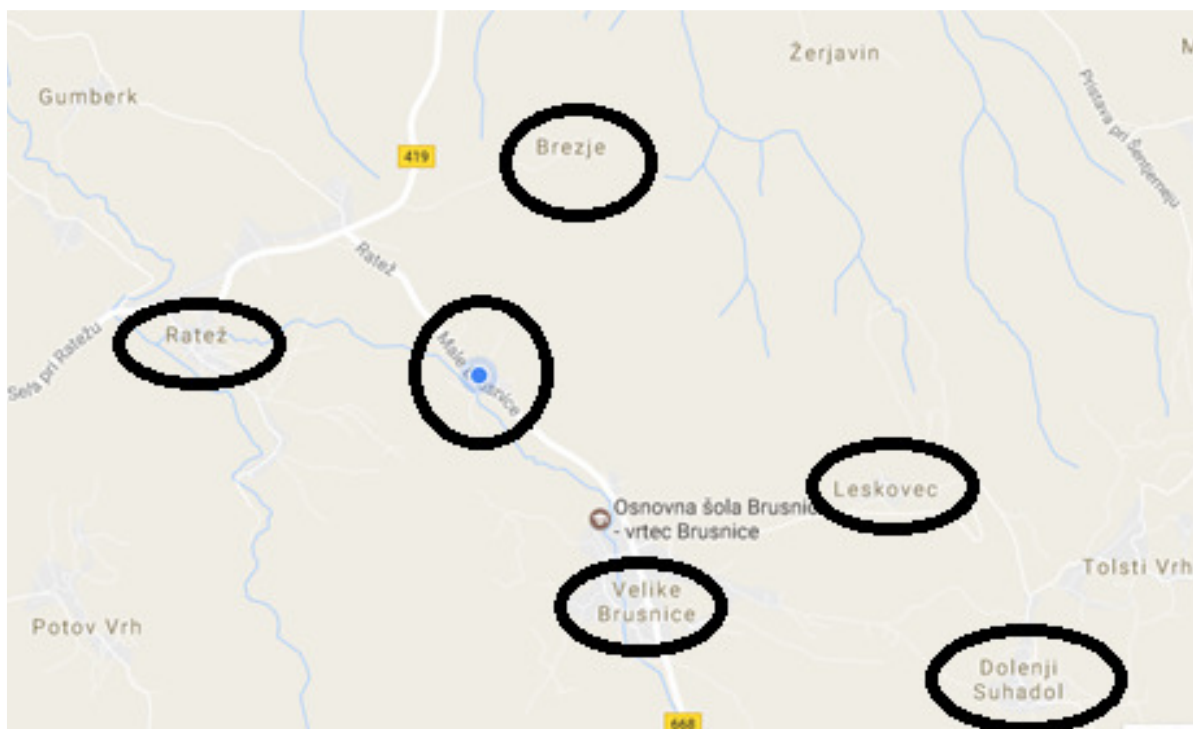 Žerjavin
M
Gumberk
Brezje
419
Pristava pri Šentjerneju
Ratež
Ratež
Sela pri Ratežu
Male Brusnice
Leskovec
Osnovna šola Brusnic
- vrtec Brusnice
Tolsti Vrh
Velike
Brusnice
Potov Vrh
Dolenji
Suhadol
668